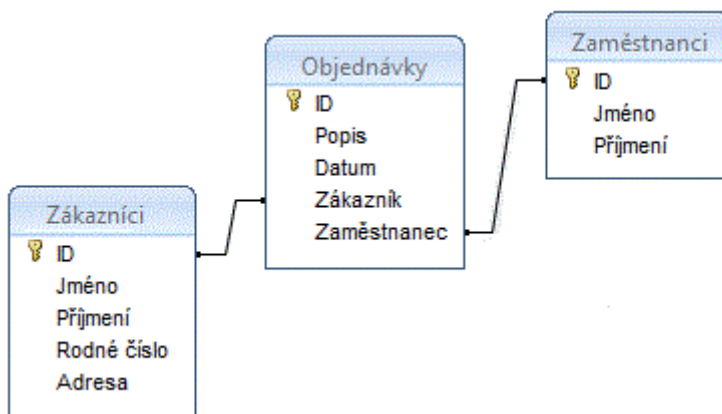 Zákazníci
ID
Jméno
Příjmení
Rodné číslo
Adresa
Objednávky
ID
Popis
Datum
Zákazník
Zaměstnanec
Zaměstnanci
ID
Jméno
Příjmení